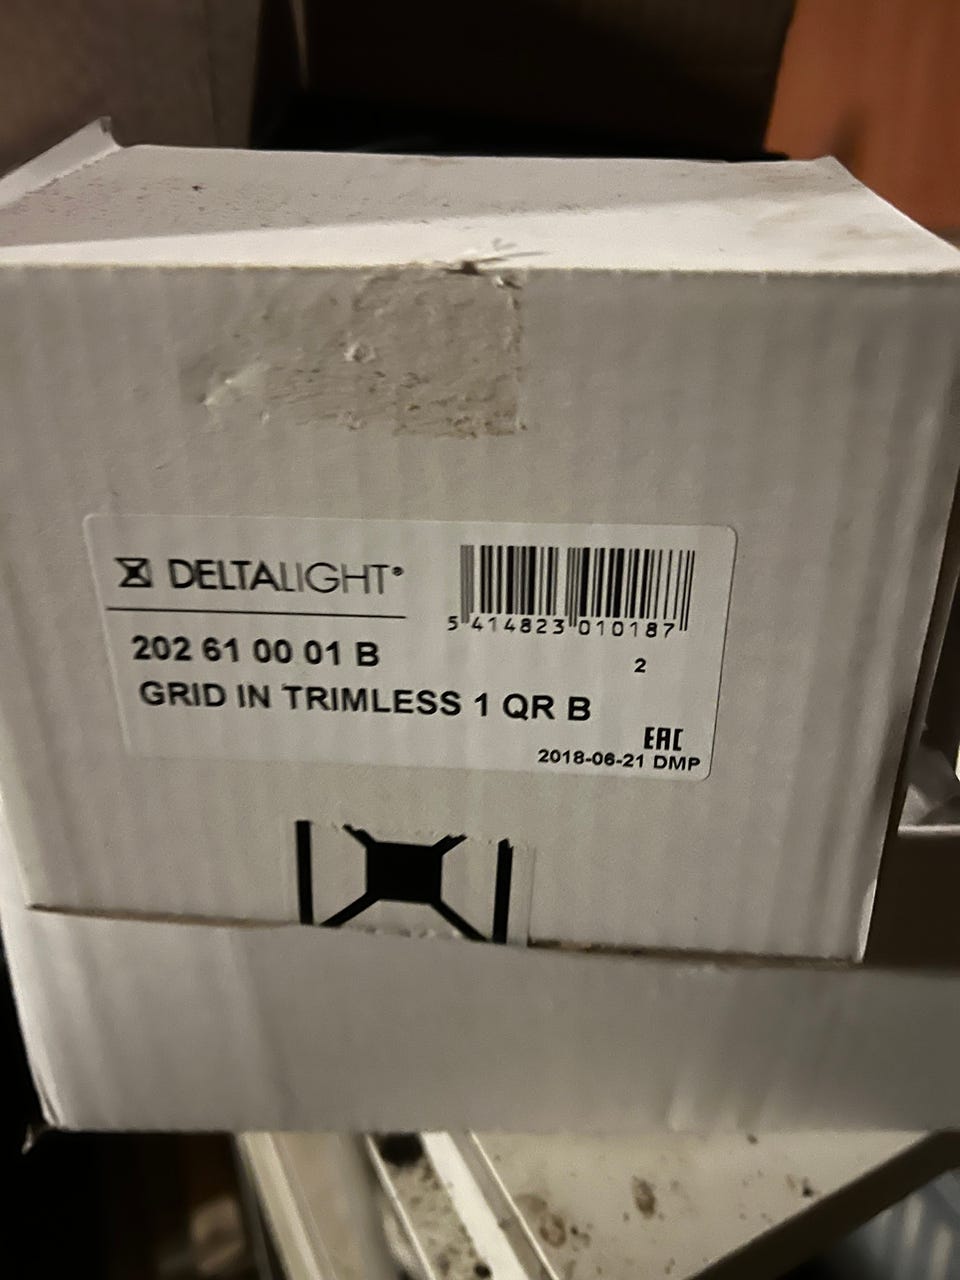 DELTALIGHT®
5 414823 010187
202 61 00 01 B
2
GRID IN TRIMLESS 1 QR B
EAC
2018-06-21 DMP